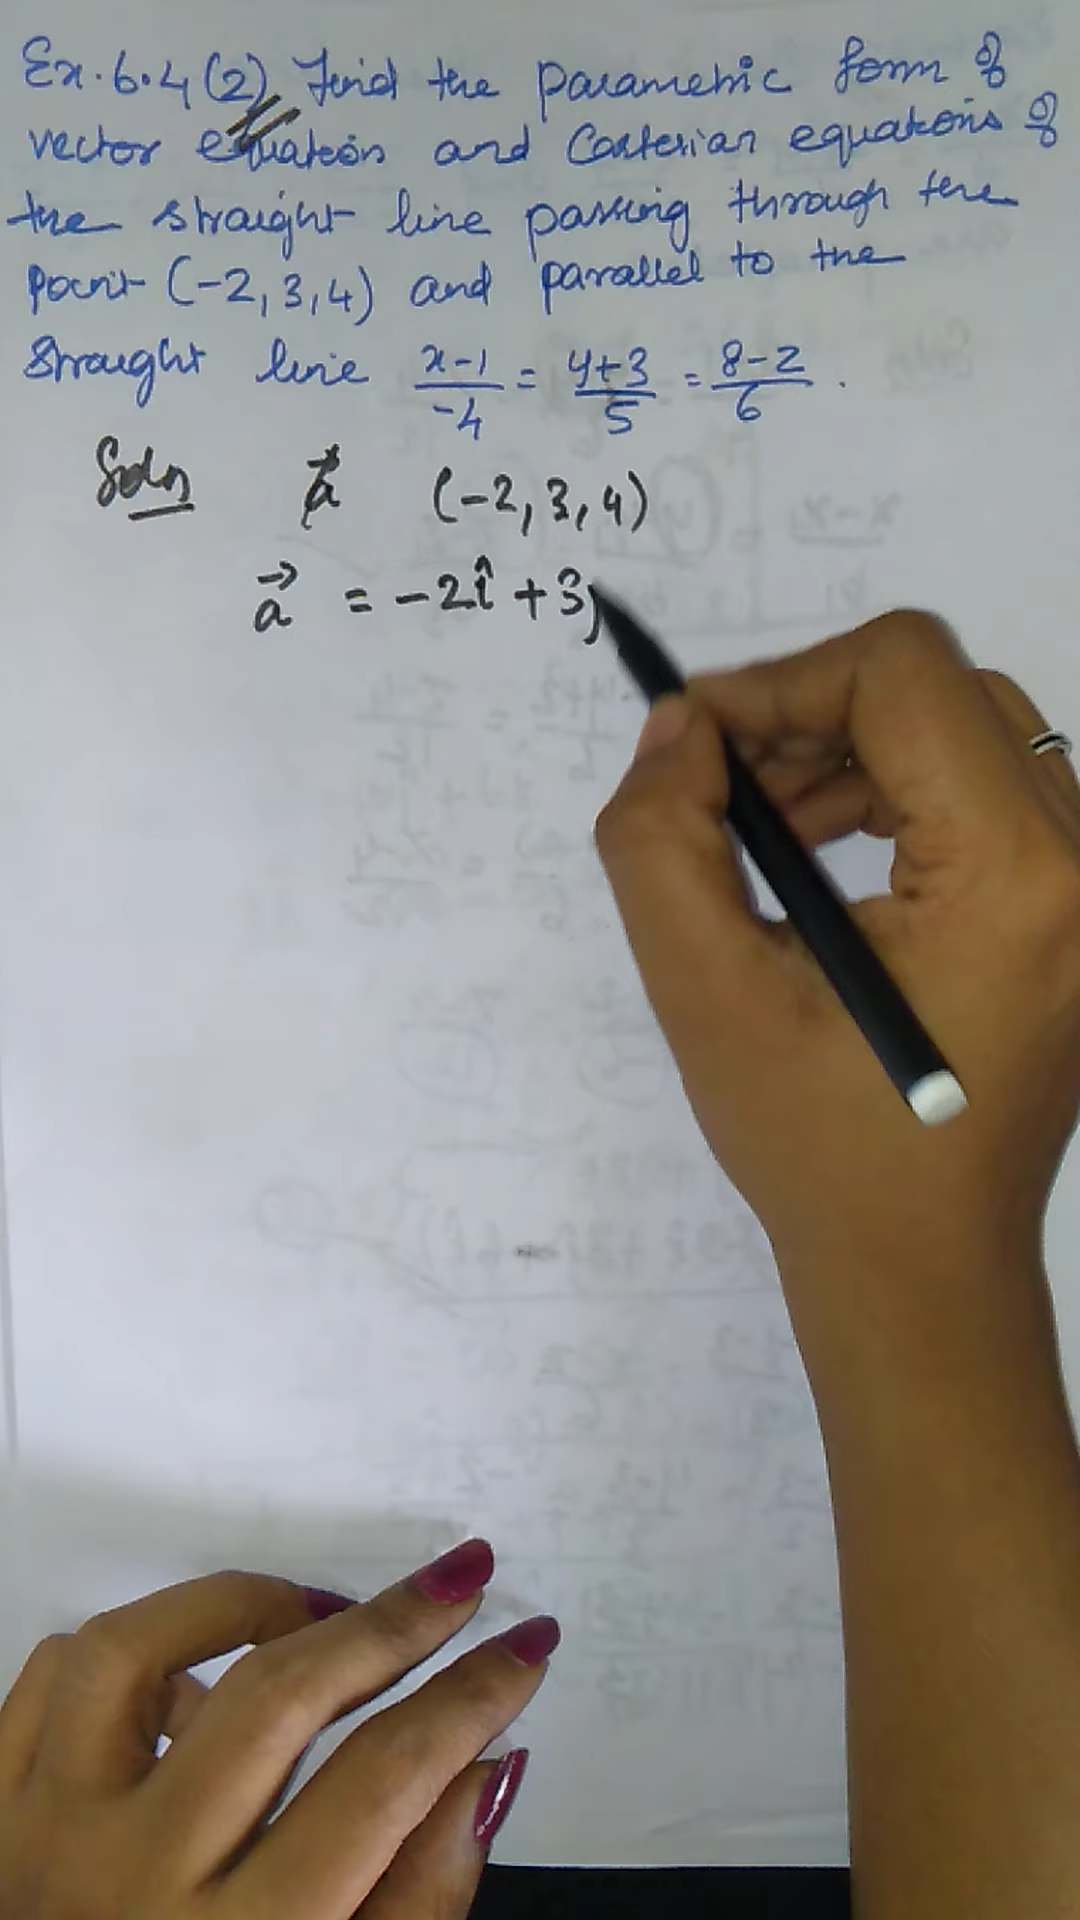 Ex. 6.4 (2) Find the parametric form of
vector equation and Cartesian equations of
the straight line passing through the
point (-2, 3, 4) and parallel to the
straight line x-1/-4 = y+3/5 = 8-z/6 .
Soln a⃗ (-2, 3, 4)
a⃗ = -2î + 3j